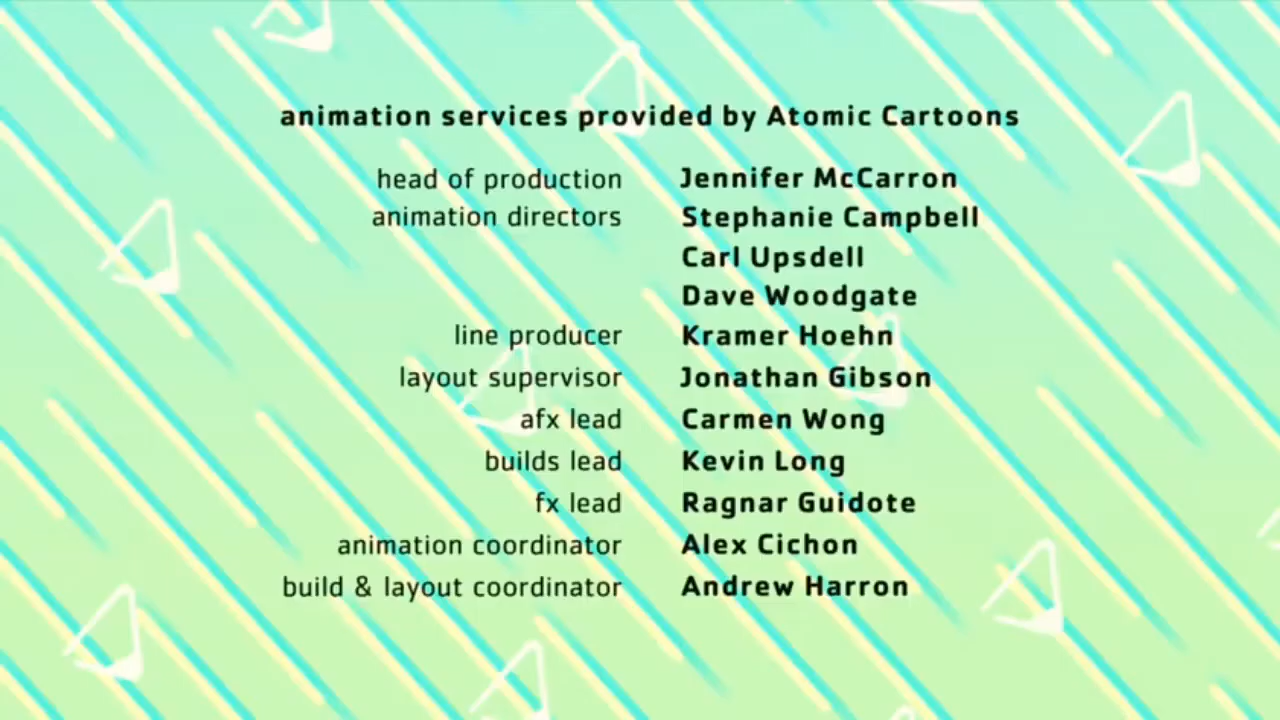 animation services provided by Atomic Cartoons
head of production Jennifer McCarron
animation directors Stephanie Campbell
Carl Upsdell
Dave Woodgate
line producer Kramer Hoehn
layout supervisor Jonathan Gibson
afx lead Carmen Wong
builds lead Kevin Long
fx lead Ragnar Guidote
animation coordinator Alex Cichon
build & layout coordinator Andrew Harron